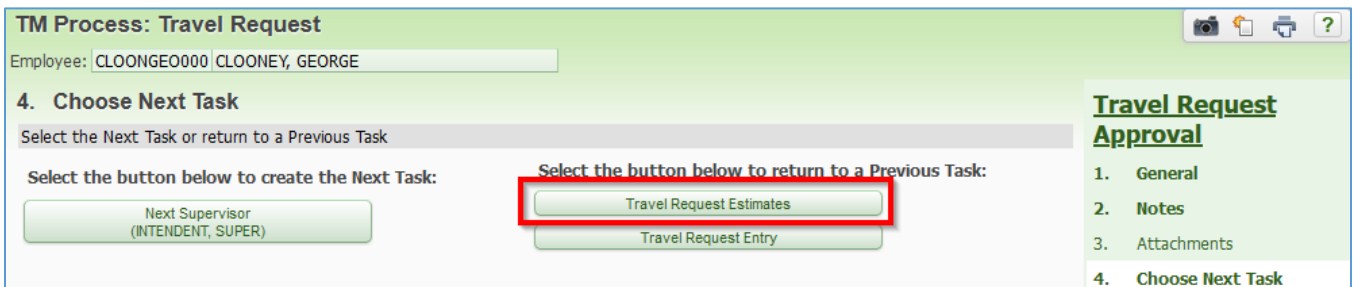 TM Process: Travel Request
?
Employee: CLOONGEO000 CLOONEY, GEORGE
4. Choose Next Task
Select the Next Task or return to a Previous Task
Select the button below to create the Next Task:
Next Supervisor
(INTENDENT, SUPER)
Select the button below to return to a Previous Task:
Travel Request Estimates
Travel Request Entry
Travel Request
Approval
1. General
2. Notes
3. Attachments
4. Choose Next Task